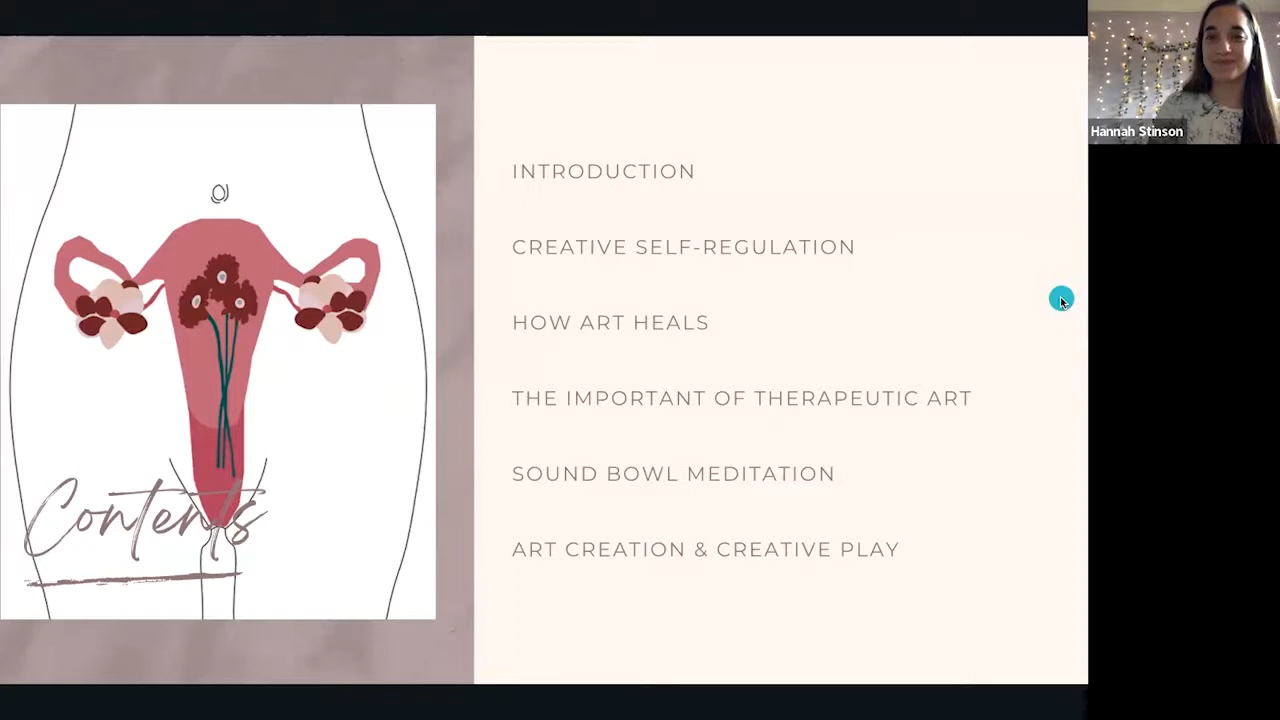 Contents
INTRODUCTION
CREATIVE SELF-REGULATION
HOW ART HEALS
THE IMPORTANT OF THERAPEUTIC ART
SOUND BOWL MEDITATION
ART CREATION & CREATIVE PLAY
Hannah Stinson